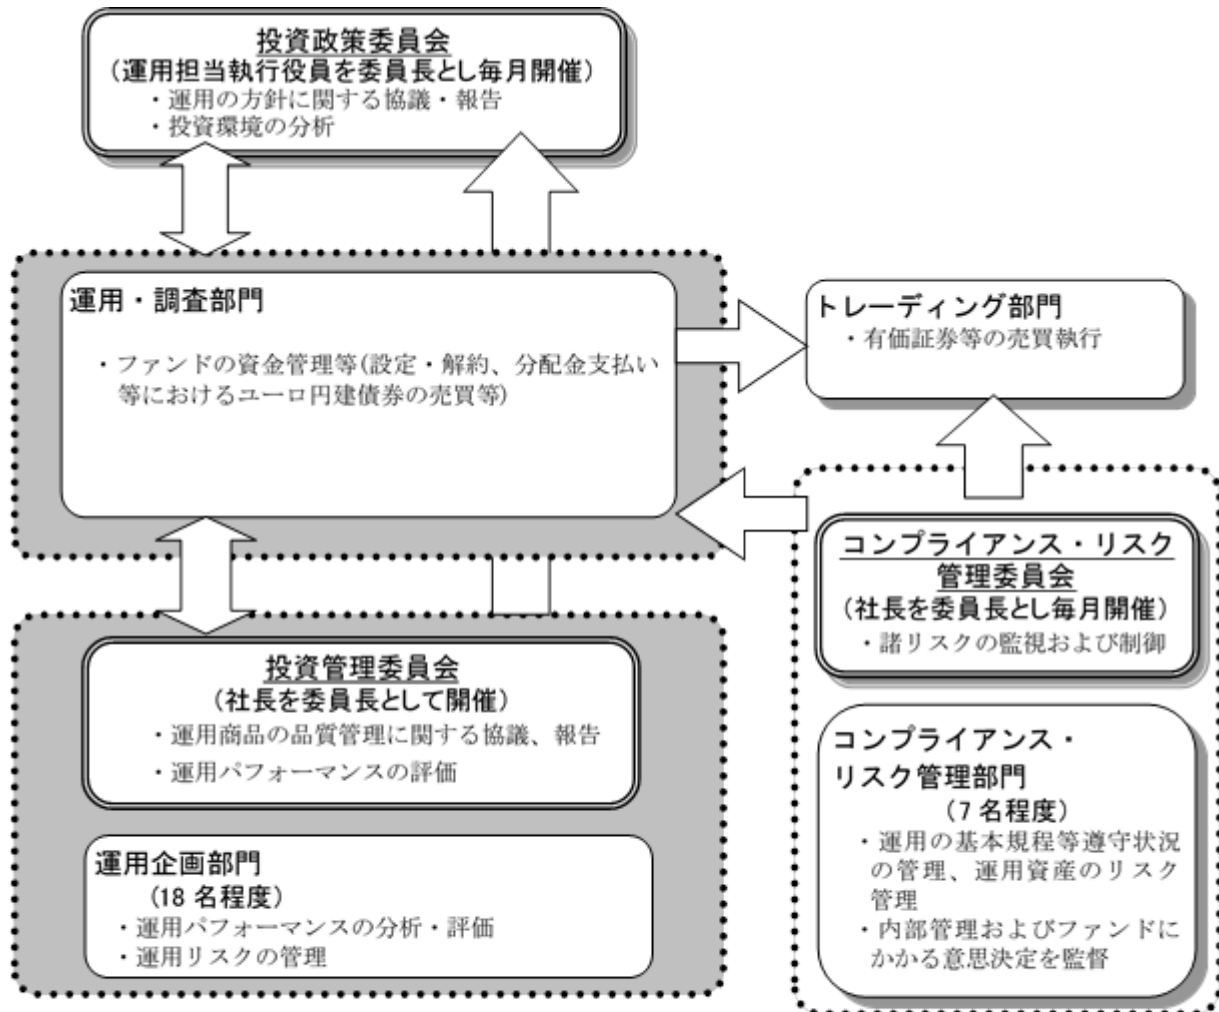 投資政策委員会
(運用担当執行役員を委員長とし毎月開催)
・運用の方針に関する協議・報告
・投資環境の分析
運用・調査部門
・ファンドの資金管理等(設定・解約、分配金支払い
等におけるユーロ円建債券の売買等)
トレーディング部門
・有価証券等の売買執行
コンプライアンス・リスク
管理委員会
(社長を委員長とし毎月開催)
・諸リスクの監視および制御
投資管理委員会
(社長を委員長として開催)
・運用商品の品質管理に関する協議、報告
・運用パフォーマンスの評価
運用企画部門
(18 名程度)
・運用パフォーマンスの分析・評価
・運用リスクの管理
コンプライアンス・
リスク管理部門
(7 名程度)
・運用の基本規程等遵守状況
の管理、運用資産のリスク
管理
・内部管理およびファンドに
かかる意思決定を監督